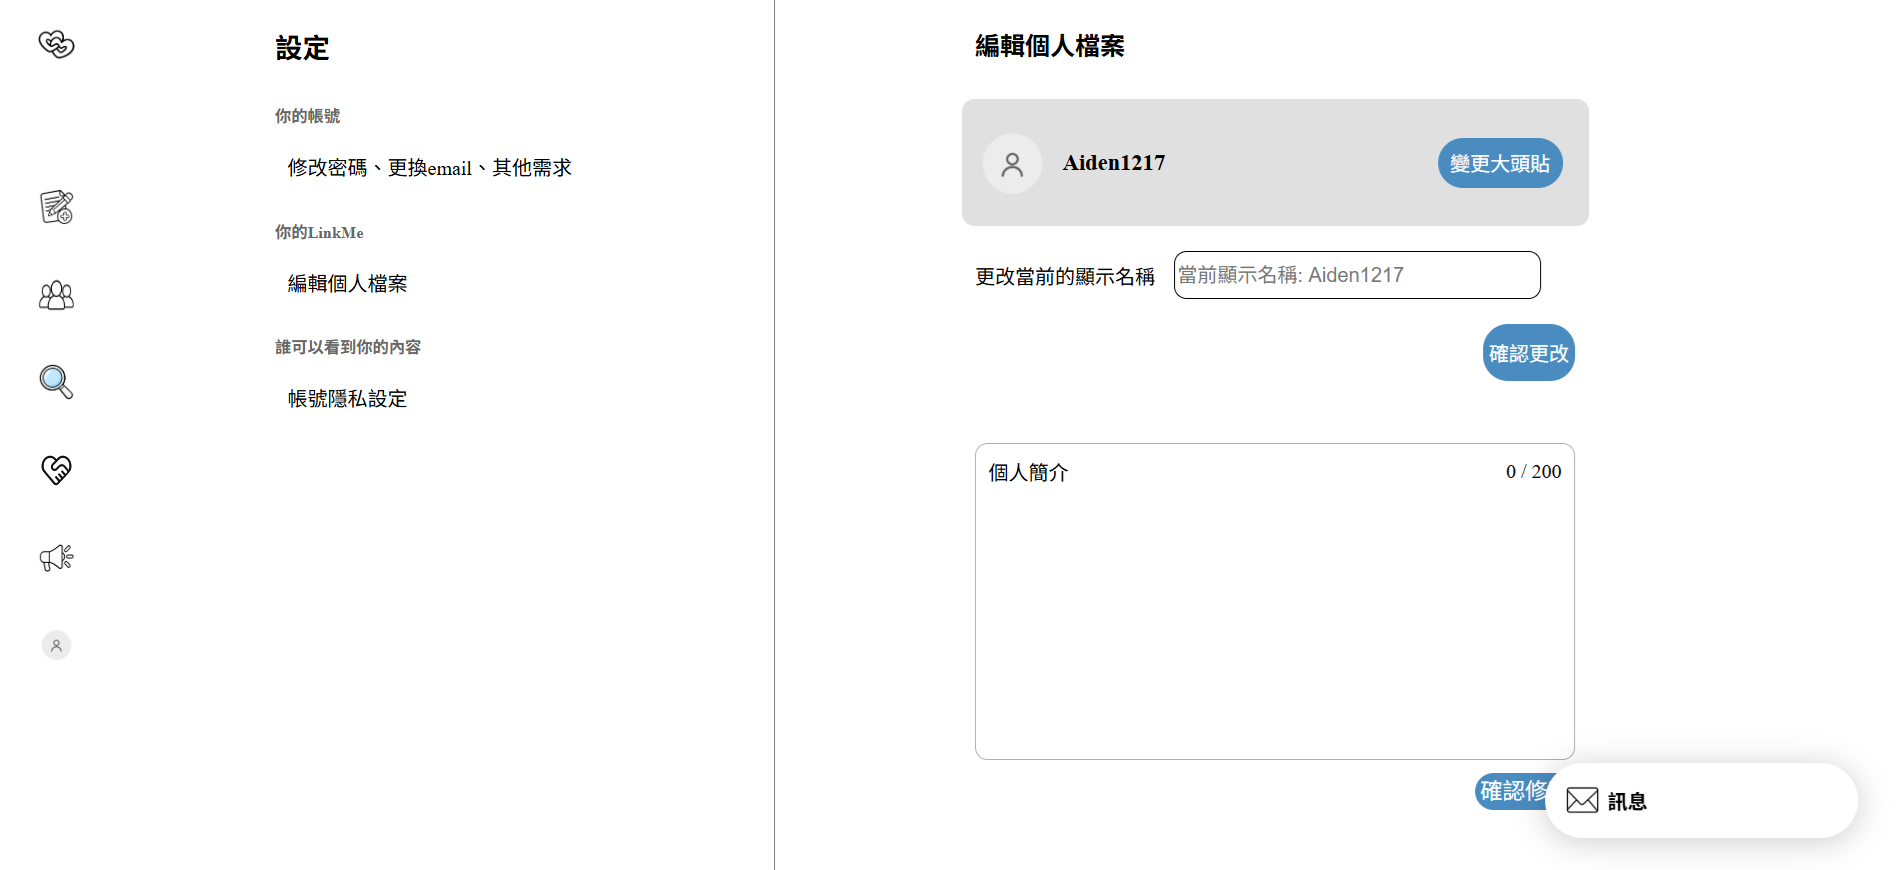 設定
你的帳號
修改密碼、更換email、其他需求
你的LinkMe
編輯個人檔案
誰可以看到你的內容
帳號隱私設定
編輯個人檔案
Aiden1217
變更大頭貼
更改當前的顯示名稱
當前顯示名稱: Aiden1217
確認更改
個人簡介
0 / 200
確認修
訊息